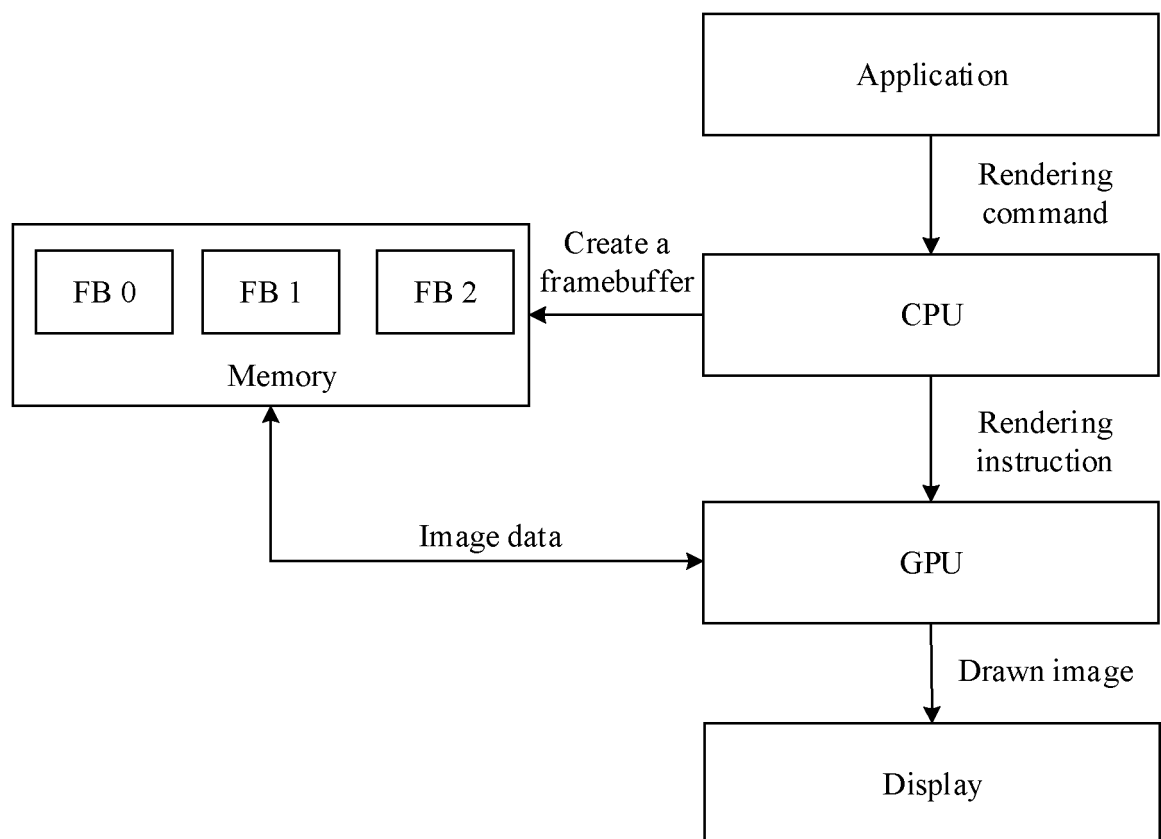 Application
Rendering
command
Create a
framebuffer
FB 0
FB 1
FB 2
CPU
Memory
Rendering
instruction
Image data
GPU
Drawn image
Display